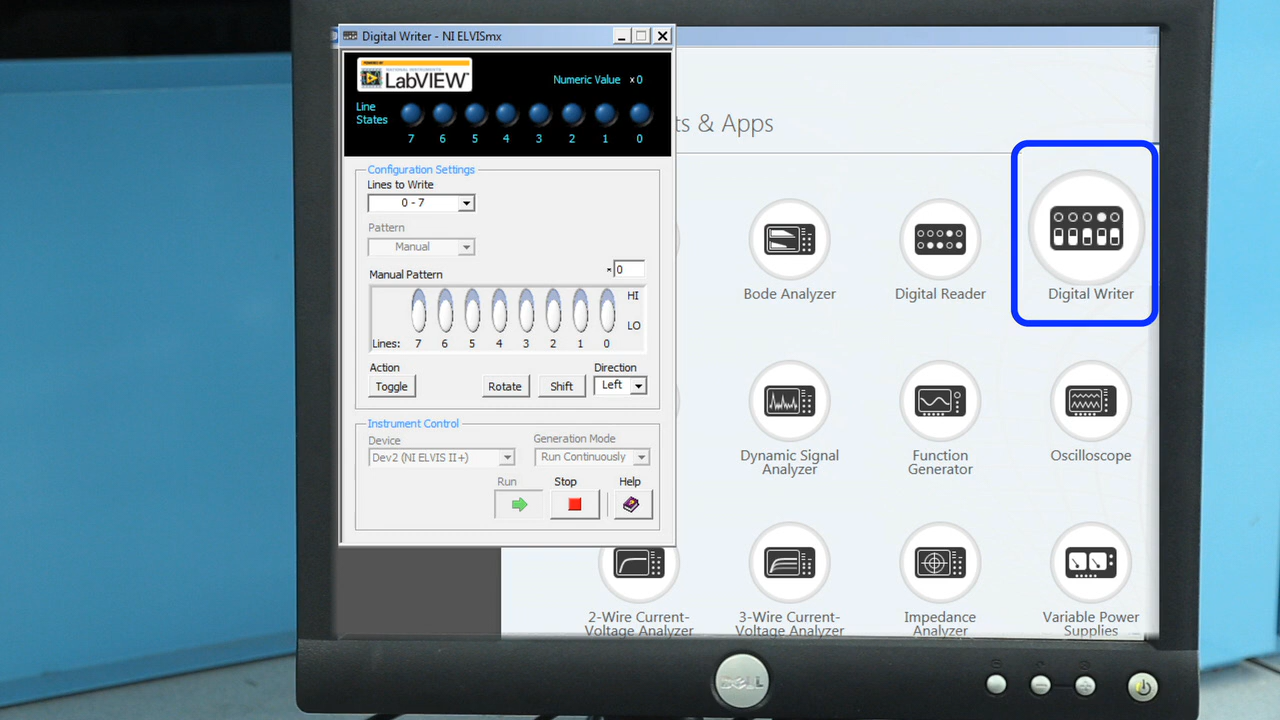 Digital Writer - NI ELVISmx
LabVIEW
Numeric Value x 0
Line
States
7 6 5 4 3 2 1 0
ts & Apps
Configuration Settings
Lines to Write
0 - 7
Pattern
Manual
Manual Pattern
x 0
HI
LO
Lines: 7 6 5 4 3 2 1 0
Action
Direction
Toggle
Rotate
Shift
Left
Instrument Control
Device
Generation Mode
Dev2 (NI ELVIS II+)
Run Continuously
Run
Stop
Help
Bode Analyzer
Digital Reader
Digital Writer
Dynamic Signal
Analyzer
Function
Generator
Oscilloscope
2-Wire Current-
Voltage Analyzer
3-Wire Current-
Voltage Analyzer
Impedance
Analyzer
Variable Power
Supplies
DELL